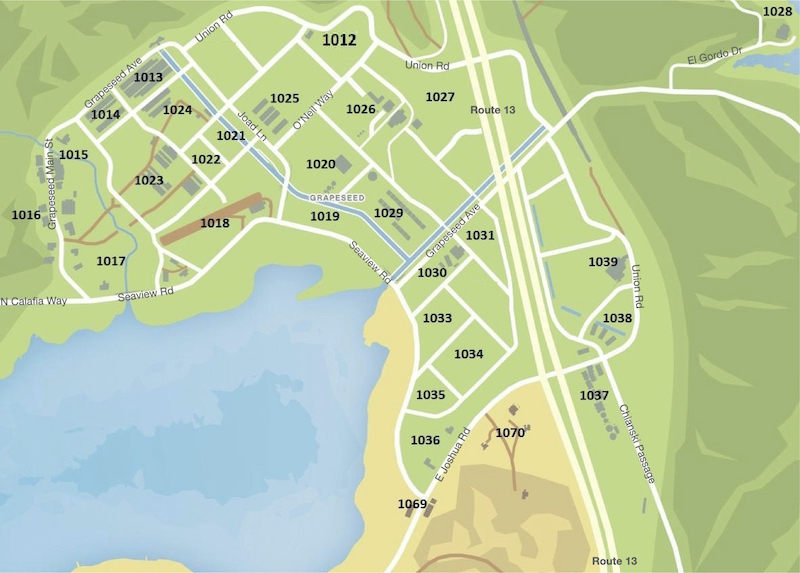 1028
Union Rd
1012
El Gordo Dr
Union Rd
Grapeseed Ave
1013
1014
1024
1025
O'Neil Way
1026
1027
Route 13
Joad Ln
1021
1015
Grapeseed Main St
1022
1023
1020
GRAPESEED
1016
1018
1019
1029
Grapeseed Ave
1031
1017
Seaview Rd
1030
1039
Union Rd
N Calafia Way
Seaview Rd
1033
1038
1034
1035
1037
Chianski Passage
1036
E Joshua Rd
1070
1069
Route 13